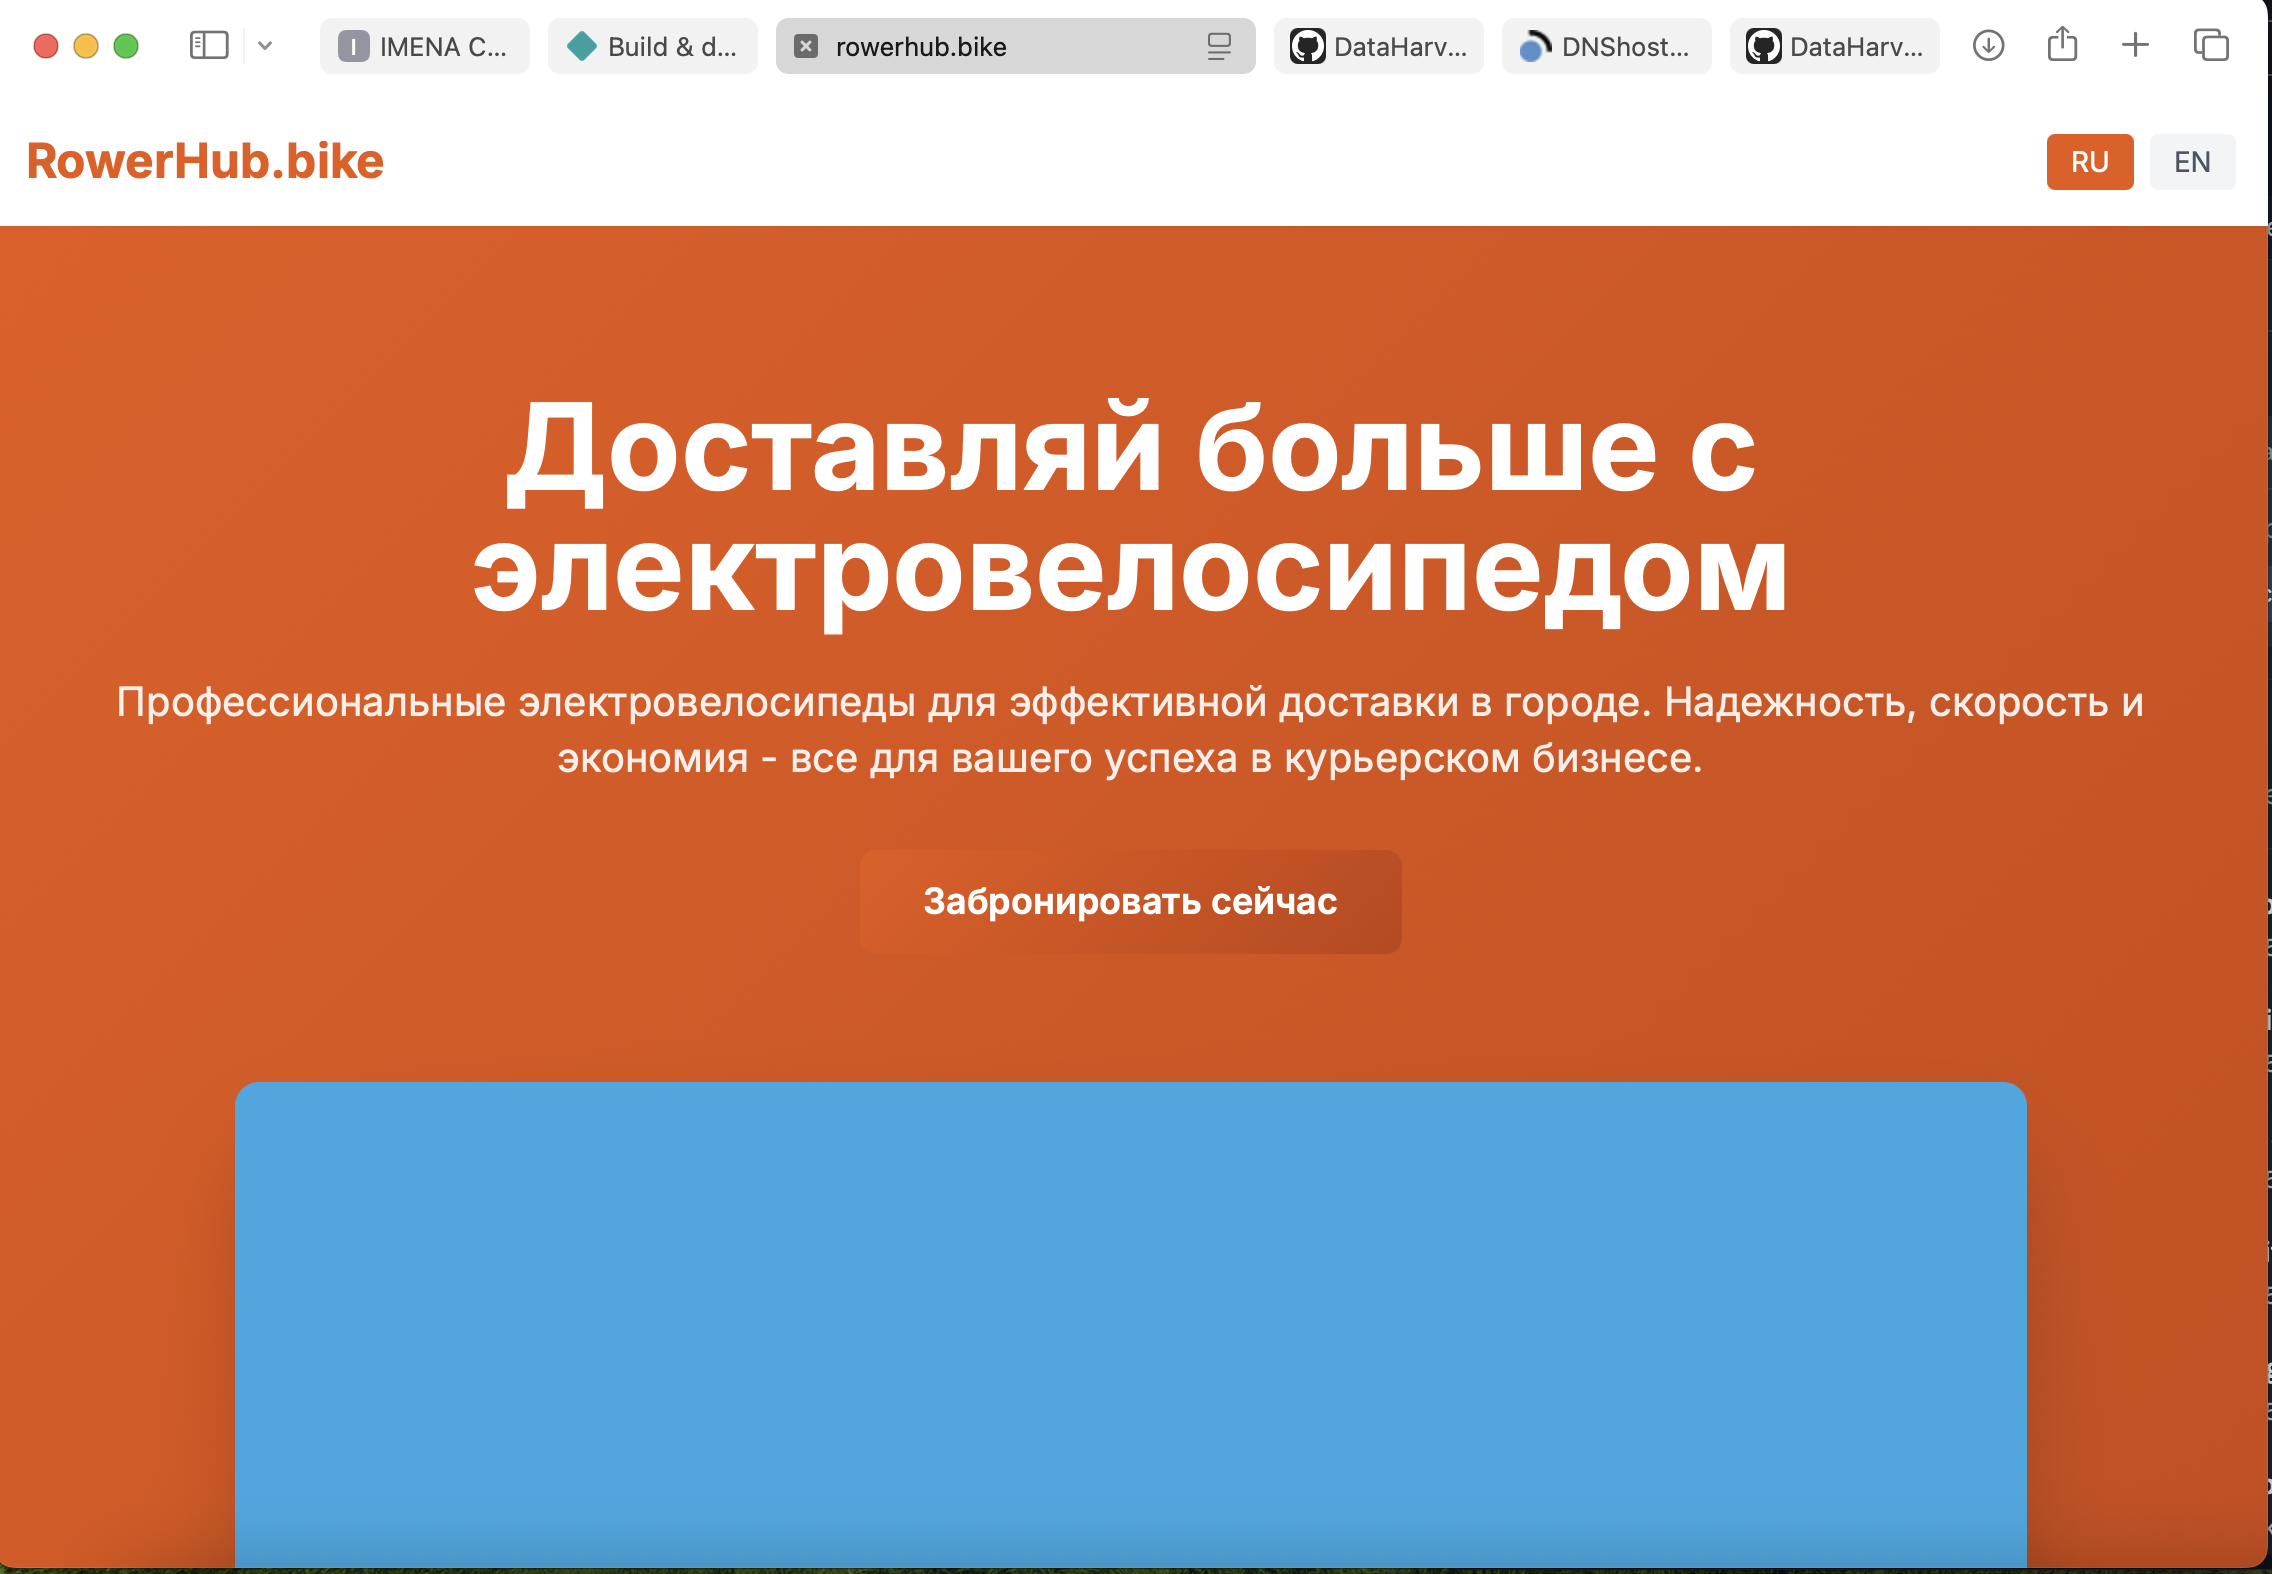 IMENA C...
Build & d...
rowerhub.bike
DataHarv...
DNShost...
DataHarv...
RowerHub.bike
RU
EN
Доставляй больше с
электровелосипедом
Профессиональные электровелосипеды для эффективной доставки в городе. Надежность, скорость и
экономия - все для вашего успеха в курьерском бизнесе.
Забронировать сейчас